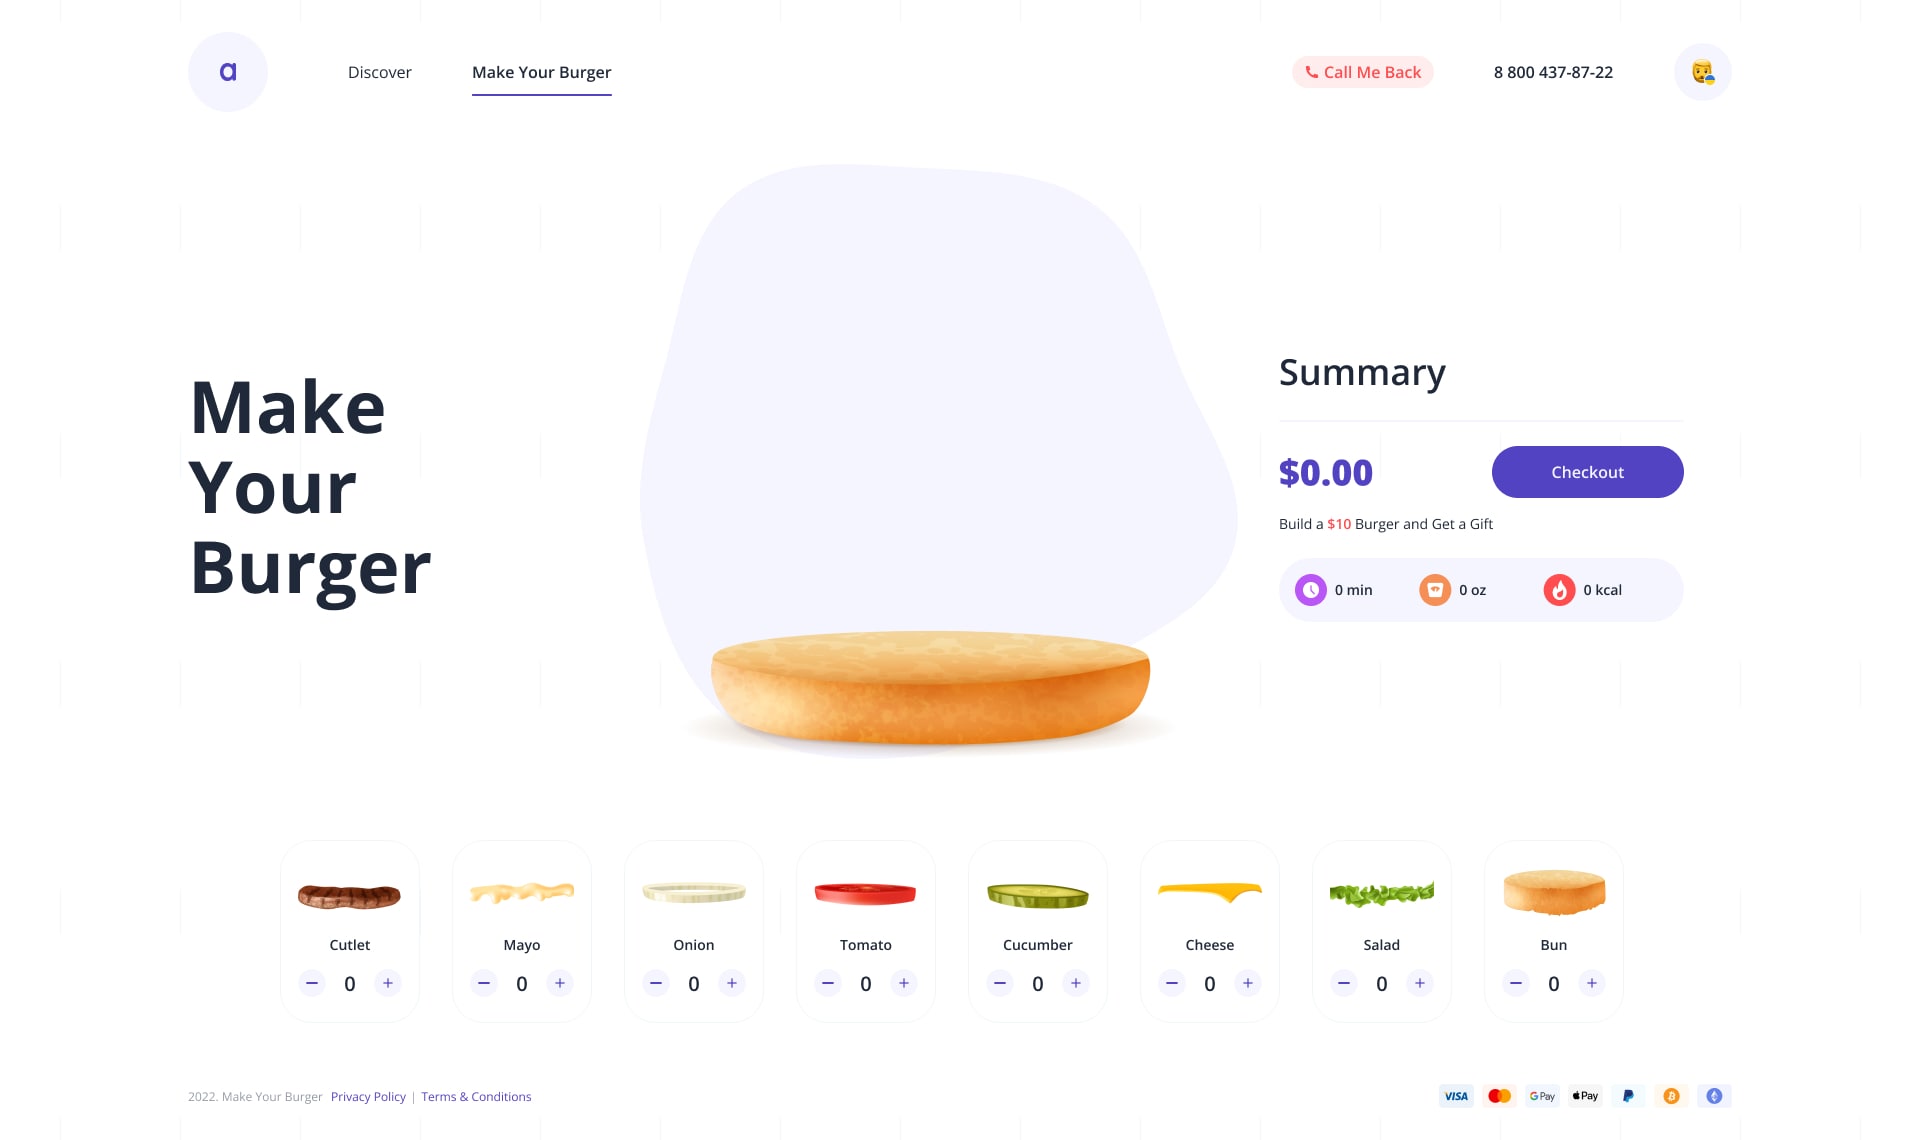 a
Discover
Make Your Burger
Call Me Back
8 800 437-87-22
Make
Your
Burger
Summary
$0.00
Checkout
Build a $10 Burger and Get a Gift
0 min
0 oz
0 kcal
Cutlet
Mayo
Onion
Tomato
Cucumber
Cheese
Salad
Bun
− 0 +
− 0 +
− 0 +
− 0 +
− 0 +
− 0 +
− 0 +
− 0 +
2022. Make Your Burger Privacy Policy | Terms & Conditions
VISA
G Pay
Pay